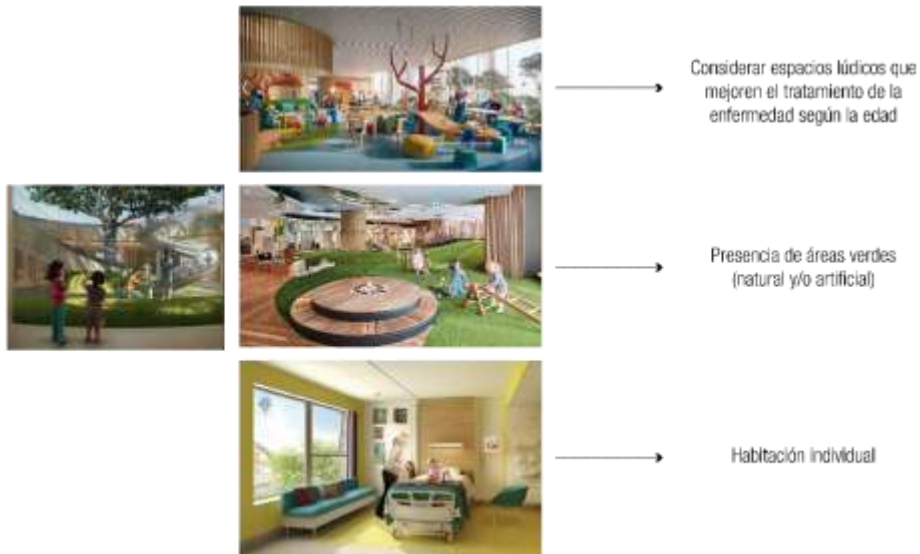 Considerar espacios lúdicos que
mejoren el tratamiento de la
enfermedad según la edad
Presencia de áreas verdes
(natural y/o artificial)
Habitación individual